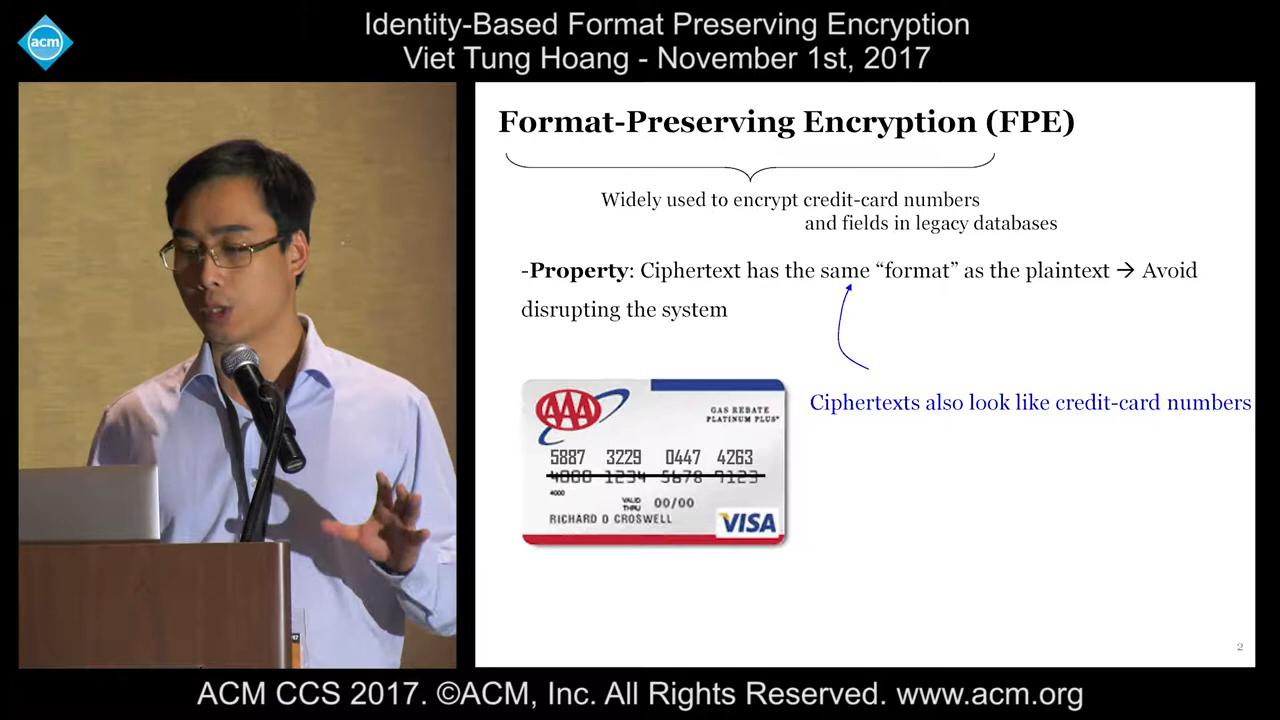 acm
Identity-Based Format Preserving Encryption
Viet Tung Hoang - November 1st, 2017
Format-Preserving Encryption (FPE)
Widely used to encrypt credit-card numbers
and fields in legacy databases
-Property: Ciphertext has the same “format” as the plaintext → Avoid
disrupting the system
Ciphertexts also look like credit-card numbers
AAA
GAS REBATE
PLATINUM PLUS®
5887 3229 0447 4263
4000 1234 5678 9123
4000
VALID
THRU 00/00
RICHARD O CROSWELL
VISA
2
ACM CCS 2017. ©ACM, Inc. All Rights Reserved. www.acm.org